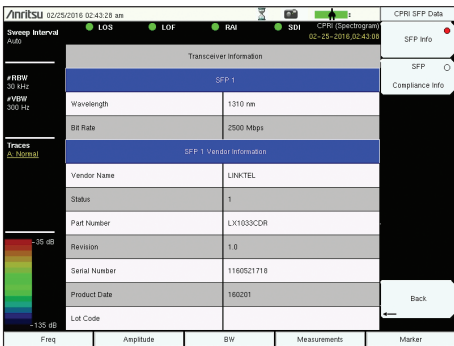 Anritsu 02/25/2016 02:43:28 am
CPRI SFP Data
Sweep Interval
Auto
LOS
LOF
RAI
SDI
CPRI (Spectrogram)
02-25-2016,02:43:08
SFP Info
SFP
Compliance Info
Transceiver Information
SFP 1
#RBW
30 kHz
#VBW
300 Hz
Wavelength 1310 nm
Bit Rate 2500 Mbps
Traces
A: Normal
SFP 1 Vendor Information
Vendor Name LINKTEL
Status 1
Part Number LX1033CDR
Revision 1.0
Serial Number 1160521718
Product Date 160201
Lot Code
-35 dB
-135 dB
Back
Freq Amplitude BW Measurements Marker